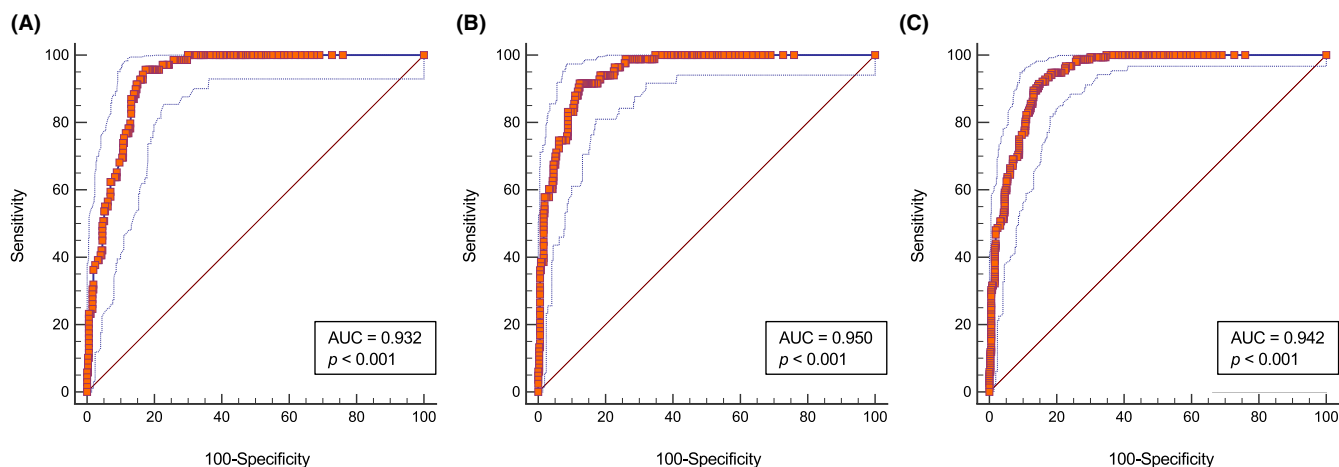 (A)
100
80
60
40
20
0
Sensitivity
AUC = 0.932
p < 0.001
0 20 40 60 80 100
100-Specificity
(B)
100
80
60
40
20
0
Sensitivity
AUC = 0.950
p < 0.001
0 20 40 60 80 100
100-Specificity
(C)
100
80
60
40
20
0
Sensitivity
AUC = 0.942
p < 0.001
0 20 40 60 80 100
100-Specificity